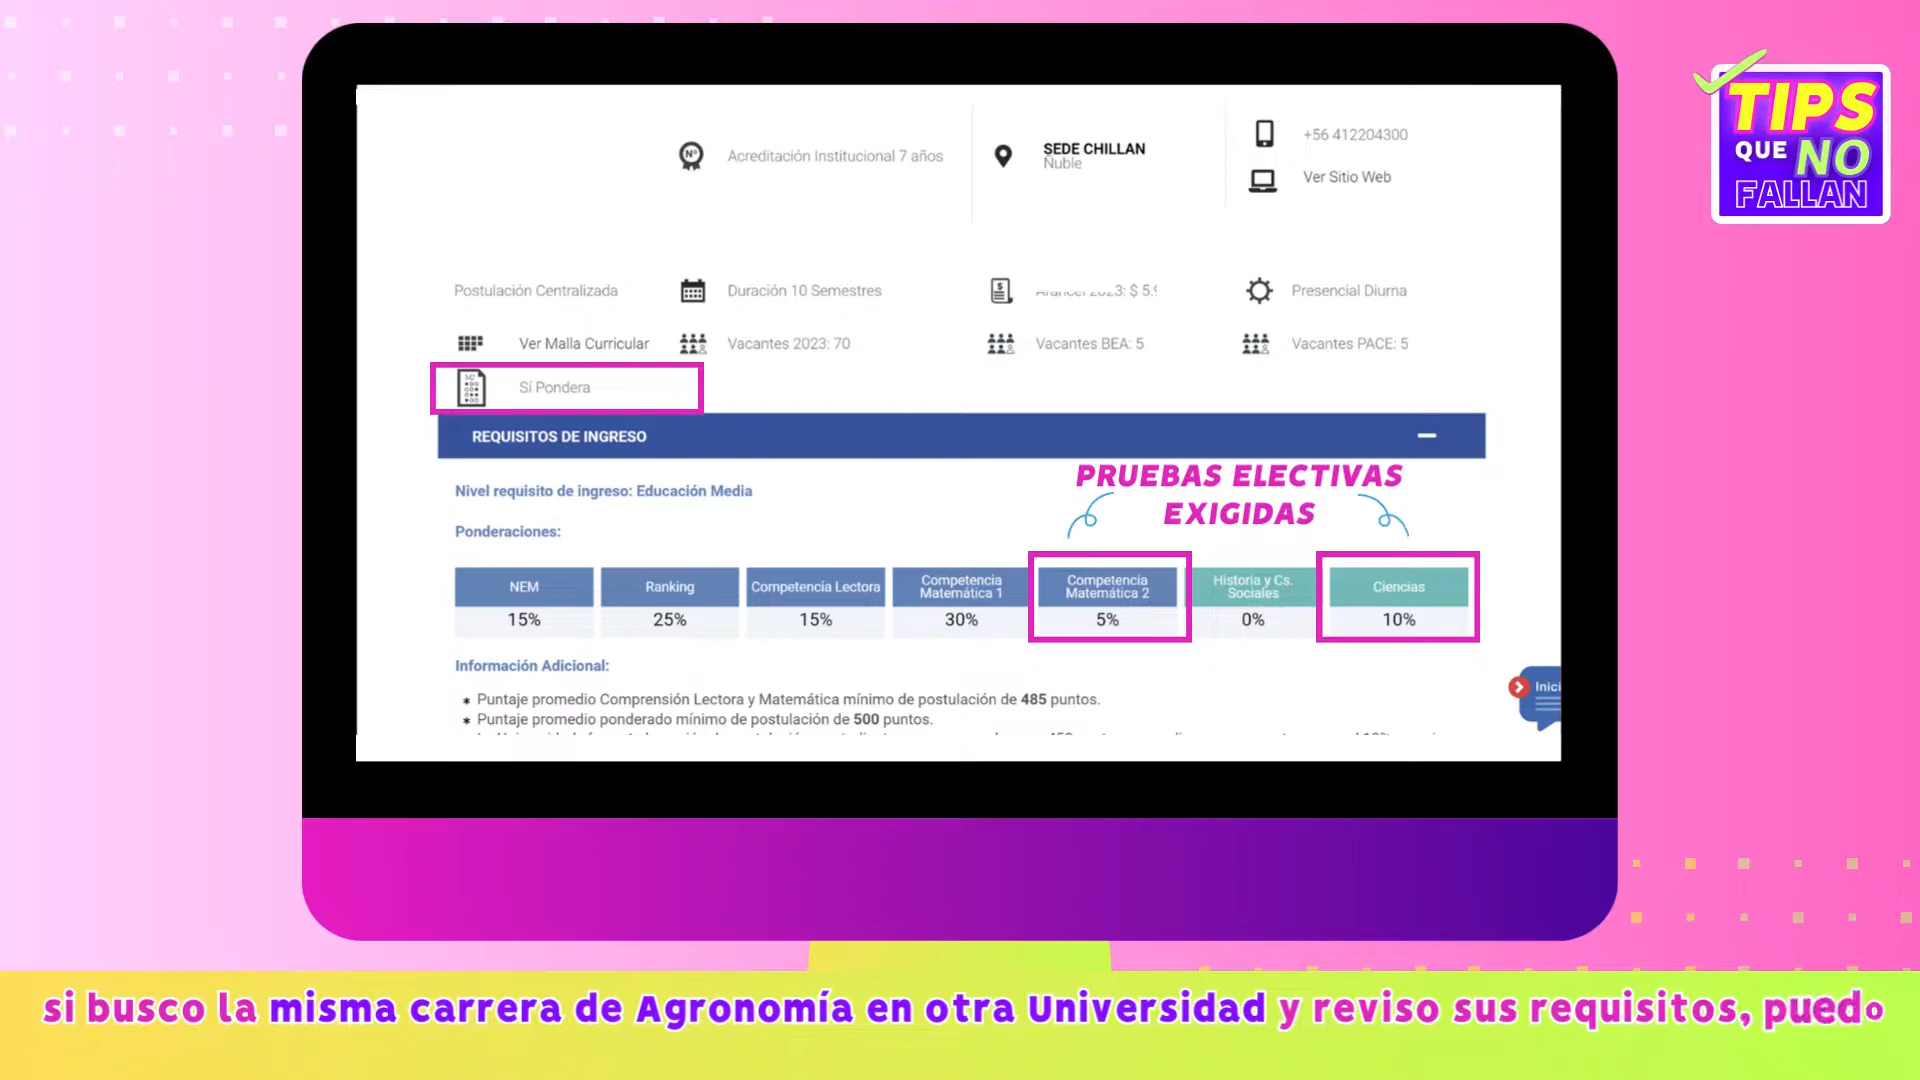 TIPS
QUE NO
FALLAN
Acreditación Institucional 7 años
SEDE CHILLAN
Ñuble
+56 412204300
Ver Sitio Web
Postulación Centralizada
Duración 10 Semestres
Arancel 2023: $ 5.
Presencial Diurna
Ver Malla Curricular
Vacantes 2023: 70
Vacantes BEA: 5
Vacantes PACE: 5
M2
Sí Pondera
REQUISITOS DE INGRESO
PRUEBAS ELECTIVAS
EXIGIDAS
Nivel requisito de ingreso: Educación Media
Ponderaciones:
NEM
15%
Ranking
25%
Competencia Lectora
15%
Competencia
Matemática 1
30%
Competencia
Matemática 2
5%
Historia y Cs.
Sociales
0%
Ciencias
10%
Información Adicional:
* Puntaje promedio Comprensión Lectora y Matemática mínimo de postulación de 485 puntos.
* Puntaje promedio ponderado mínimo de postulación de 500 puntos.
Inici
si busco la misma carrera de Agronomía en otra Universidad y reviso sus requisitos, puedo